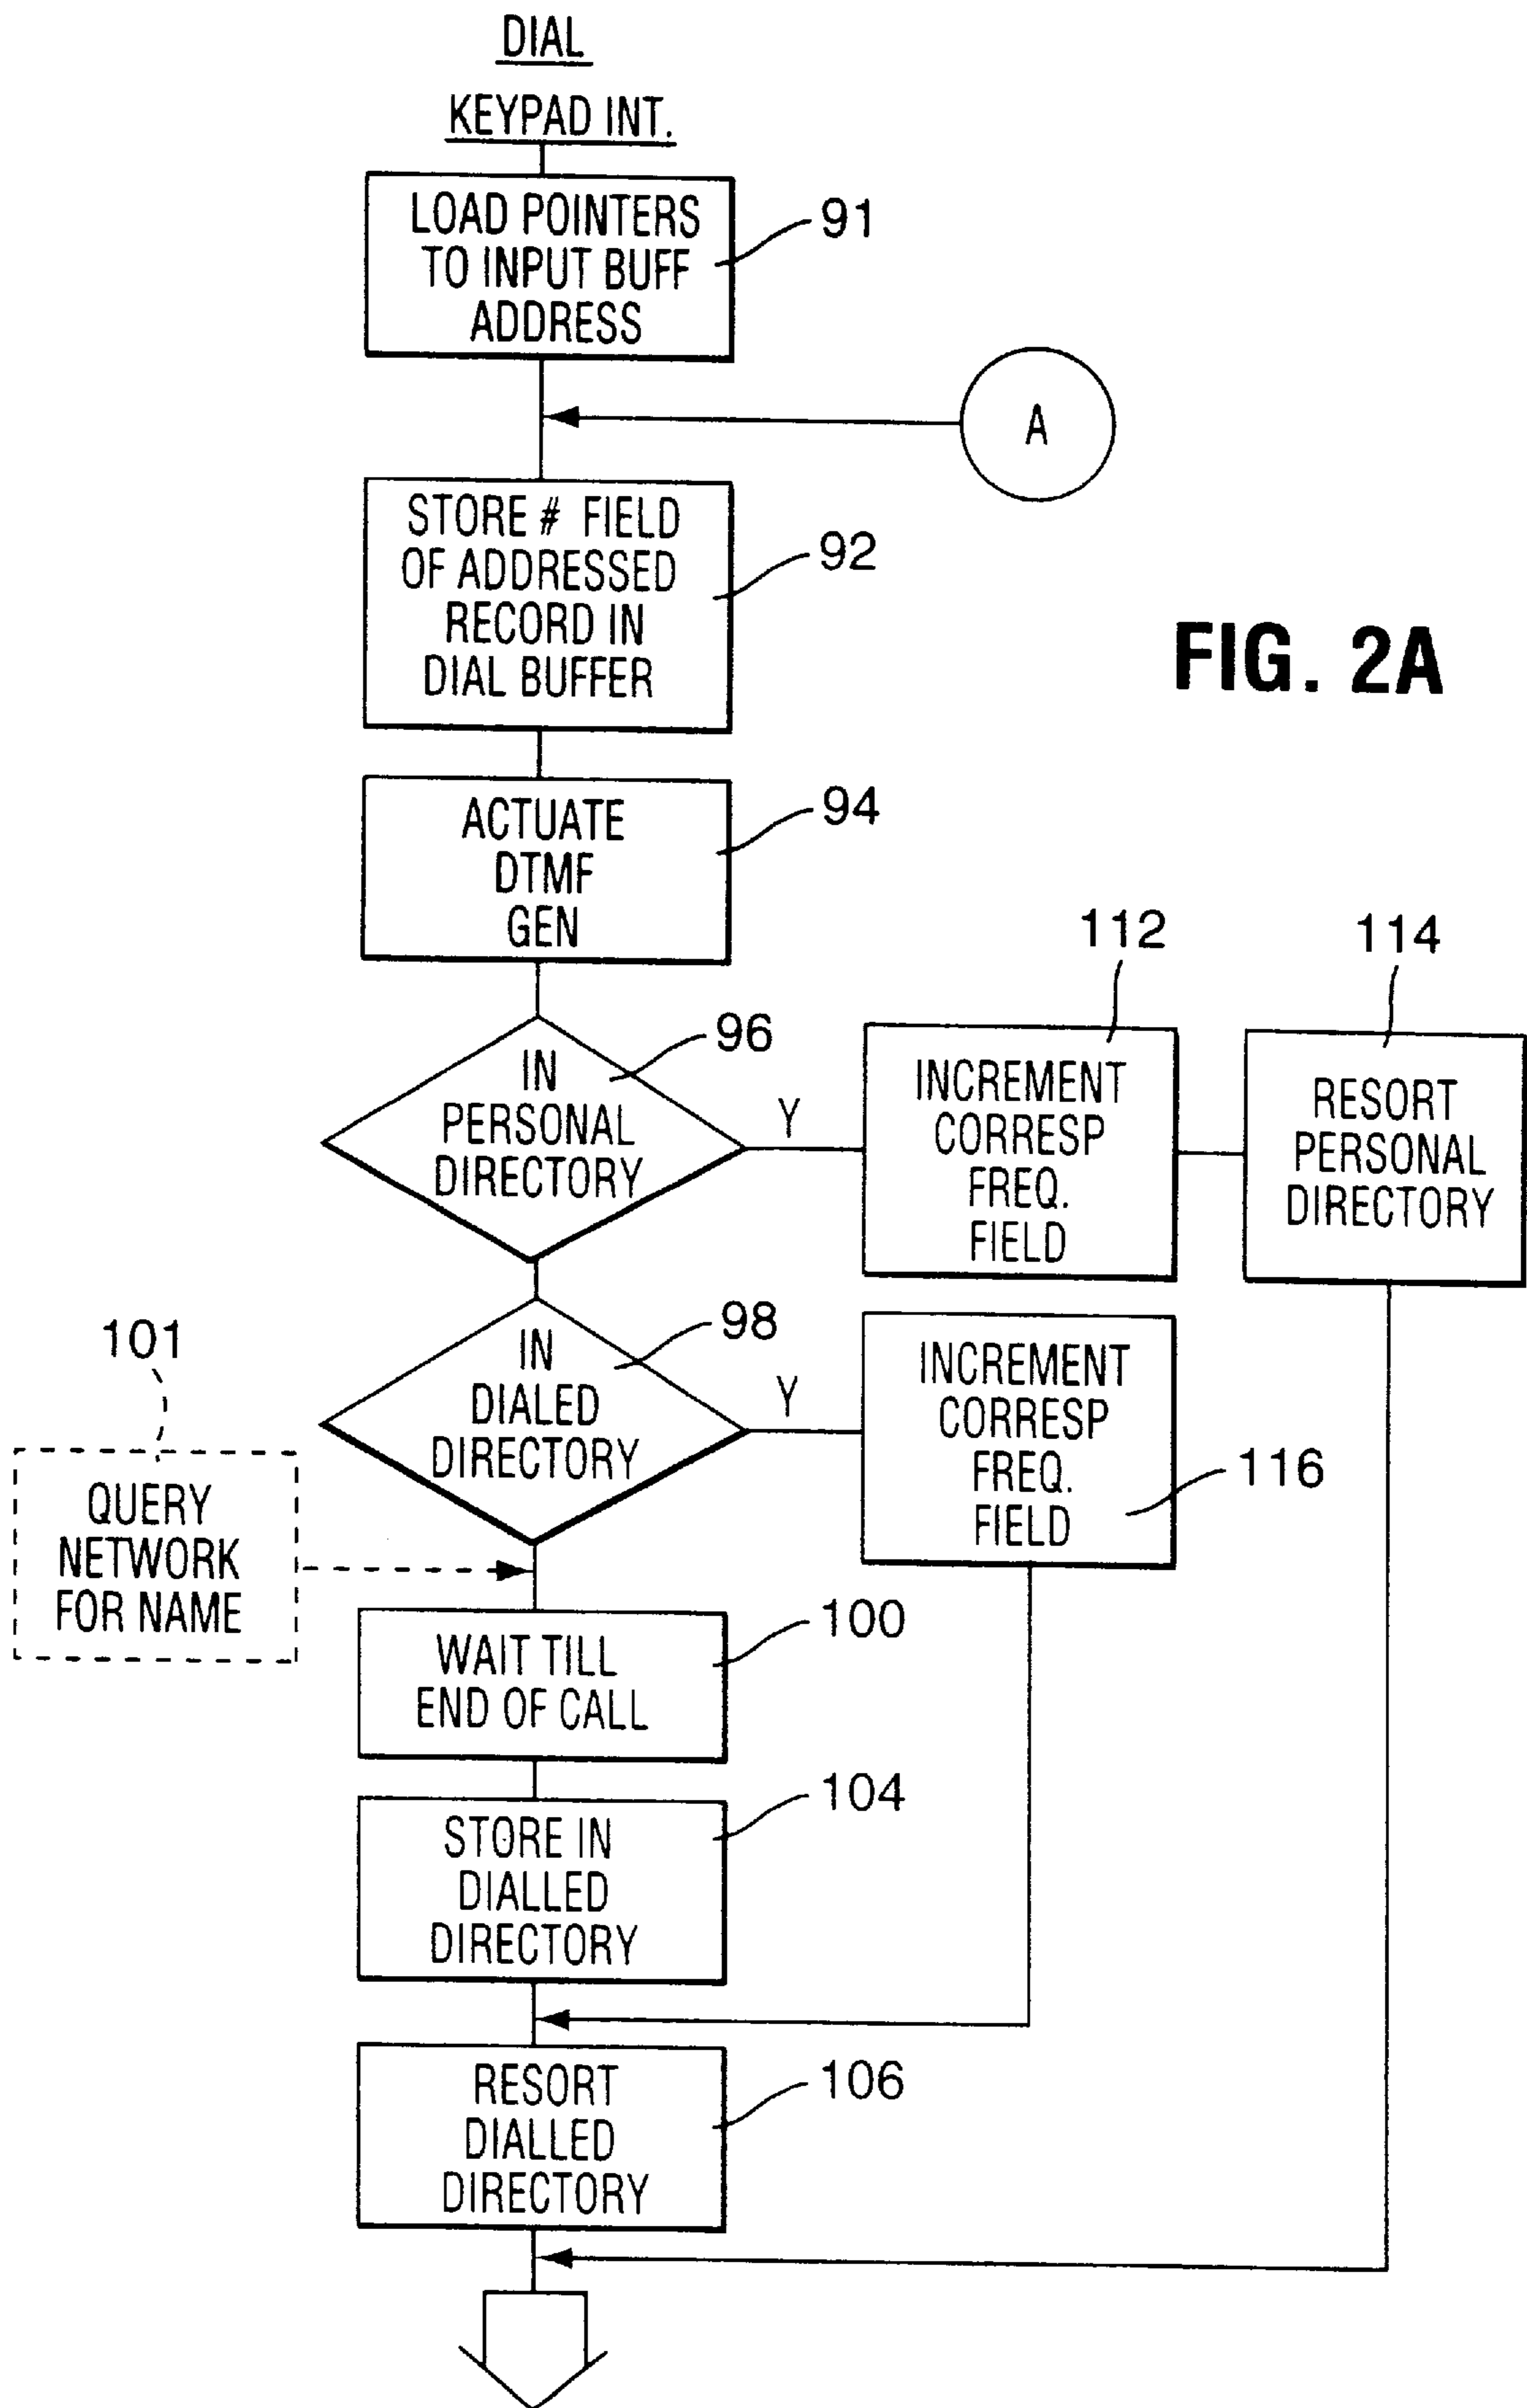 DIAL
KEYPAD INT.
LOAD POINTERS
TO INPUT BUFF
ADDRESS
91
A
STORE # FIELD
OF ADDRESSED
RECORD IN
DIAL BUFFER
92
FIG. 2A
ACTUATE
DTMF
GEN
94
IN
PERSONAL
DIRECTORY
96
Y
112
INCREMENT
CORRESP
FREQ.
FIELD
114
RESORT
PERSONAL
DIRECTORY
IN
DIALED
DIRECTORY
98
Y
INCREMENT
CORRESP
FREQ.
FIELD
116
101
QUERY
NETWORK
FOR NAME
WAIT TILL
END OF CALL
100
STORE IN
DIALLED
DIRECTORY
104
RESORT
DIALLED
DIRECTORY
106